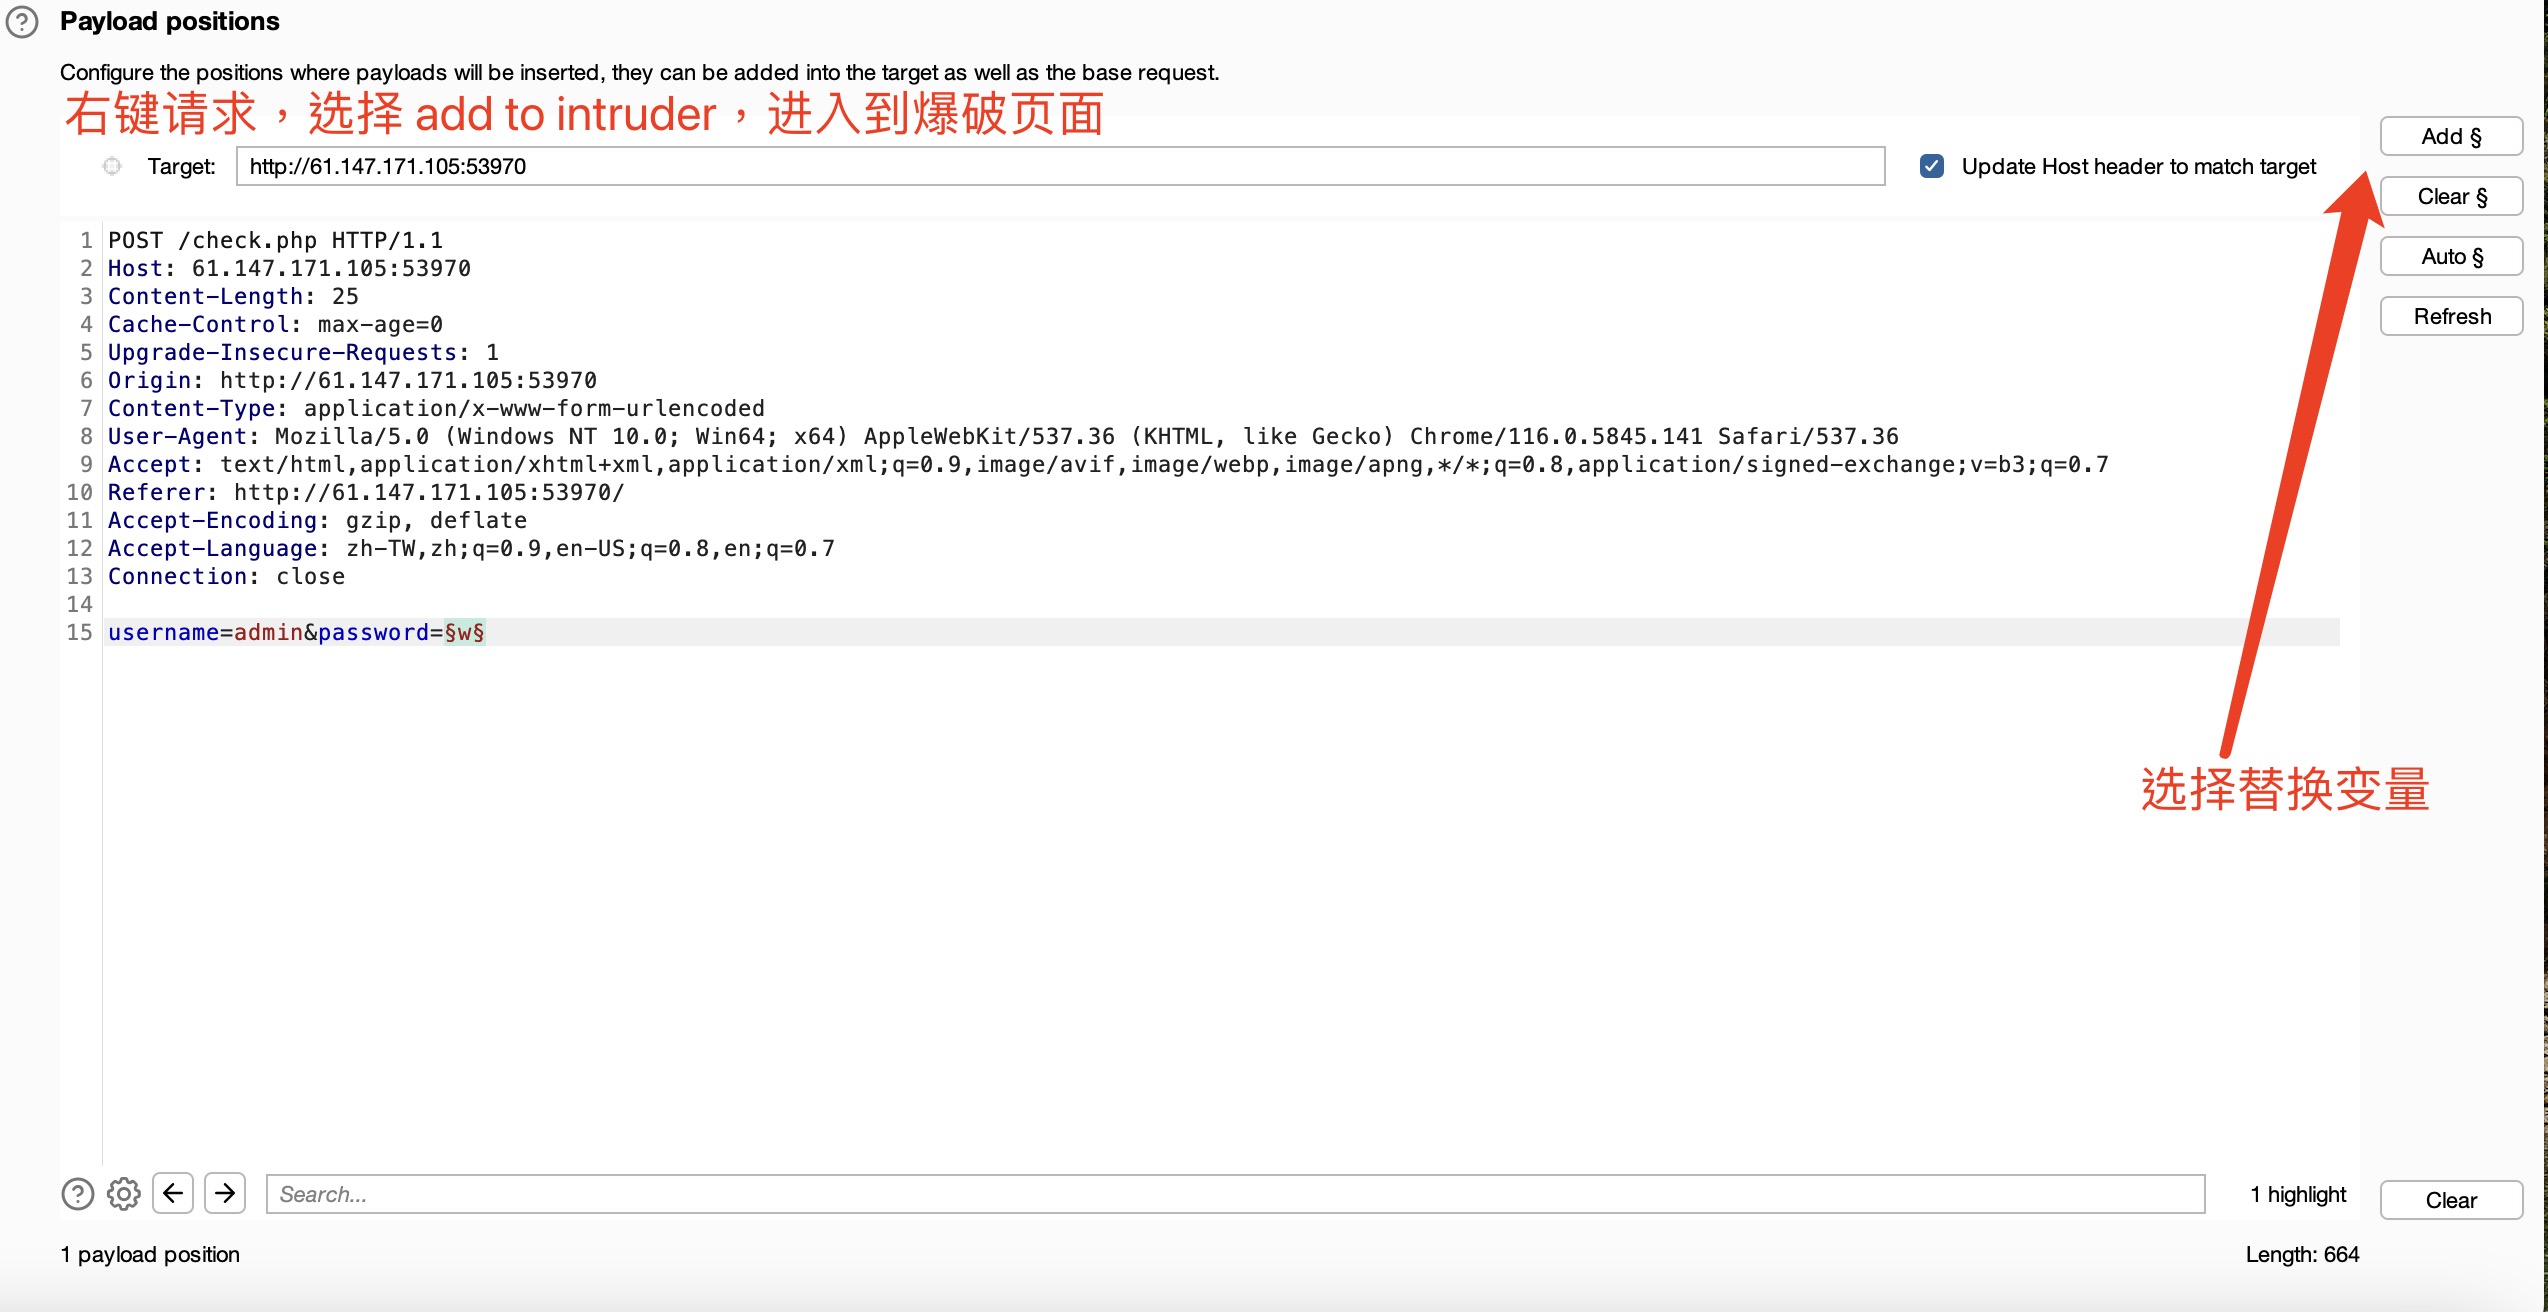 Payload positions
Configure the positions where payloads will be inserted, they can be added into the target as well as the base request.
右键请求，选择 add to intruder，进入到爆破页面
Target: http://61.147.171.105:53970
Update Host header to match target
Add §
Clear §
Auto §
Refresh
1 POST /check.php HTTP/1.1
2 Host: 61.147.171.105:53970
3 Content-Length: 25
4 Cache-Control: max-age=0
5 Upgrade-Insecure-Requests: 1
6 Origin: http://61.147.171.105:53970
7 Content-Type: application/x-www-form-urlencoded
8 User-Agent: Mozilla/5.0 (Windows NT 10.0; Win64; x64) AppleWebKit/537.36 (KHTML, like Gecko) Chrome/116.0.5845.141 Safari/537.36
9 Accept: text/html,application/xhtml+xml,application/xml;q=0.9,image/avif,image/webp,image/apng,*/*;q=0.8,application/signed-exchange;v=b3;q=0.7
10 Referer: http://61.147.171.105:53970/
11 Accept-Encoding: gzip, deflate
12 Accept-Language: zh-TW,zh;q=0.9,en-US;q=0.8,en;q=0.7
13 Connection: close
14
15 username=admin&password=§w§
选择替换变量
Search...
1 highlight
Clear
1 payload position
Length: 664